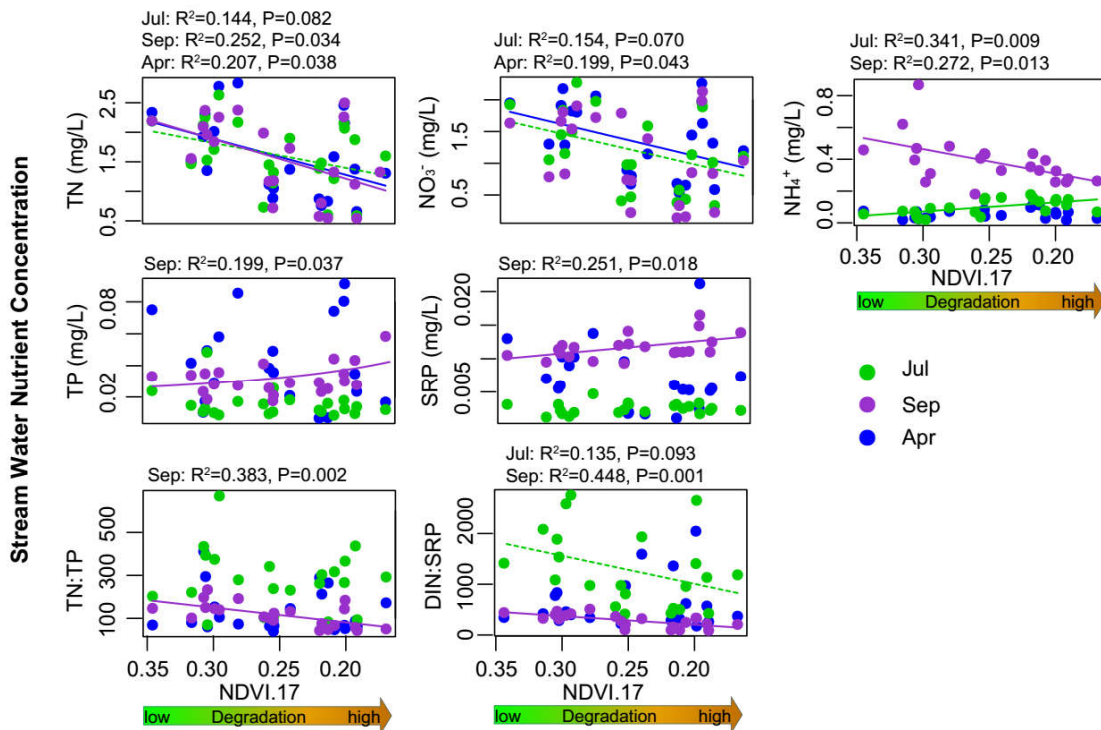 Stream Water Nutrient Concentration
Jul: R²=0.144, P=0.082
Sep: R²=0.252, P=0.034
Apr: R²=0.207, P=0.038
TN (mg/L)
2.5
1.5
0.5
Jul: R²=0.154, P=0.070
Apr: R²=0.199, P=0.043
NO₃⁻ (mg/L)
1.5
0.5
Jul: R²=0.341, P=0.009
Sep: R²=0.272, P=0.013
NH₄⁺ (mg/L)
0.8
0.4
0.0
0.35 0.30 0.25 0.20
NDVI.17
low Degradation high
Sep: R²=0.199, P=0.037
TP (mg/L)
0.08
0.02
Sep: R²=0.251, P=0.018
SRP (mg/L)
0.020
0.005
Jul
Sep
Apr
Sep: R²=0.383, P=0.002
TN:TP
500
300
100
0.35 0.30 0.25 0.20
NDVI.17
low Degradation high
Jul: R²=0.135, P=0.093
Sep: R²=0.448, P=0.001
DIN:SRP
2000
1000
0
0.35 0.30 0.25 0.20
NDVI.17
low Degradation high